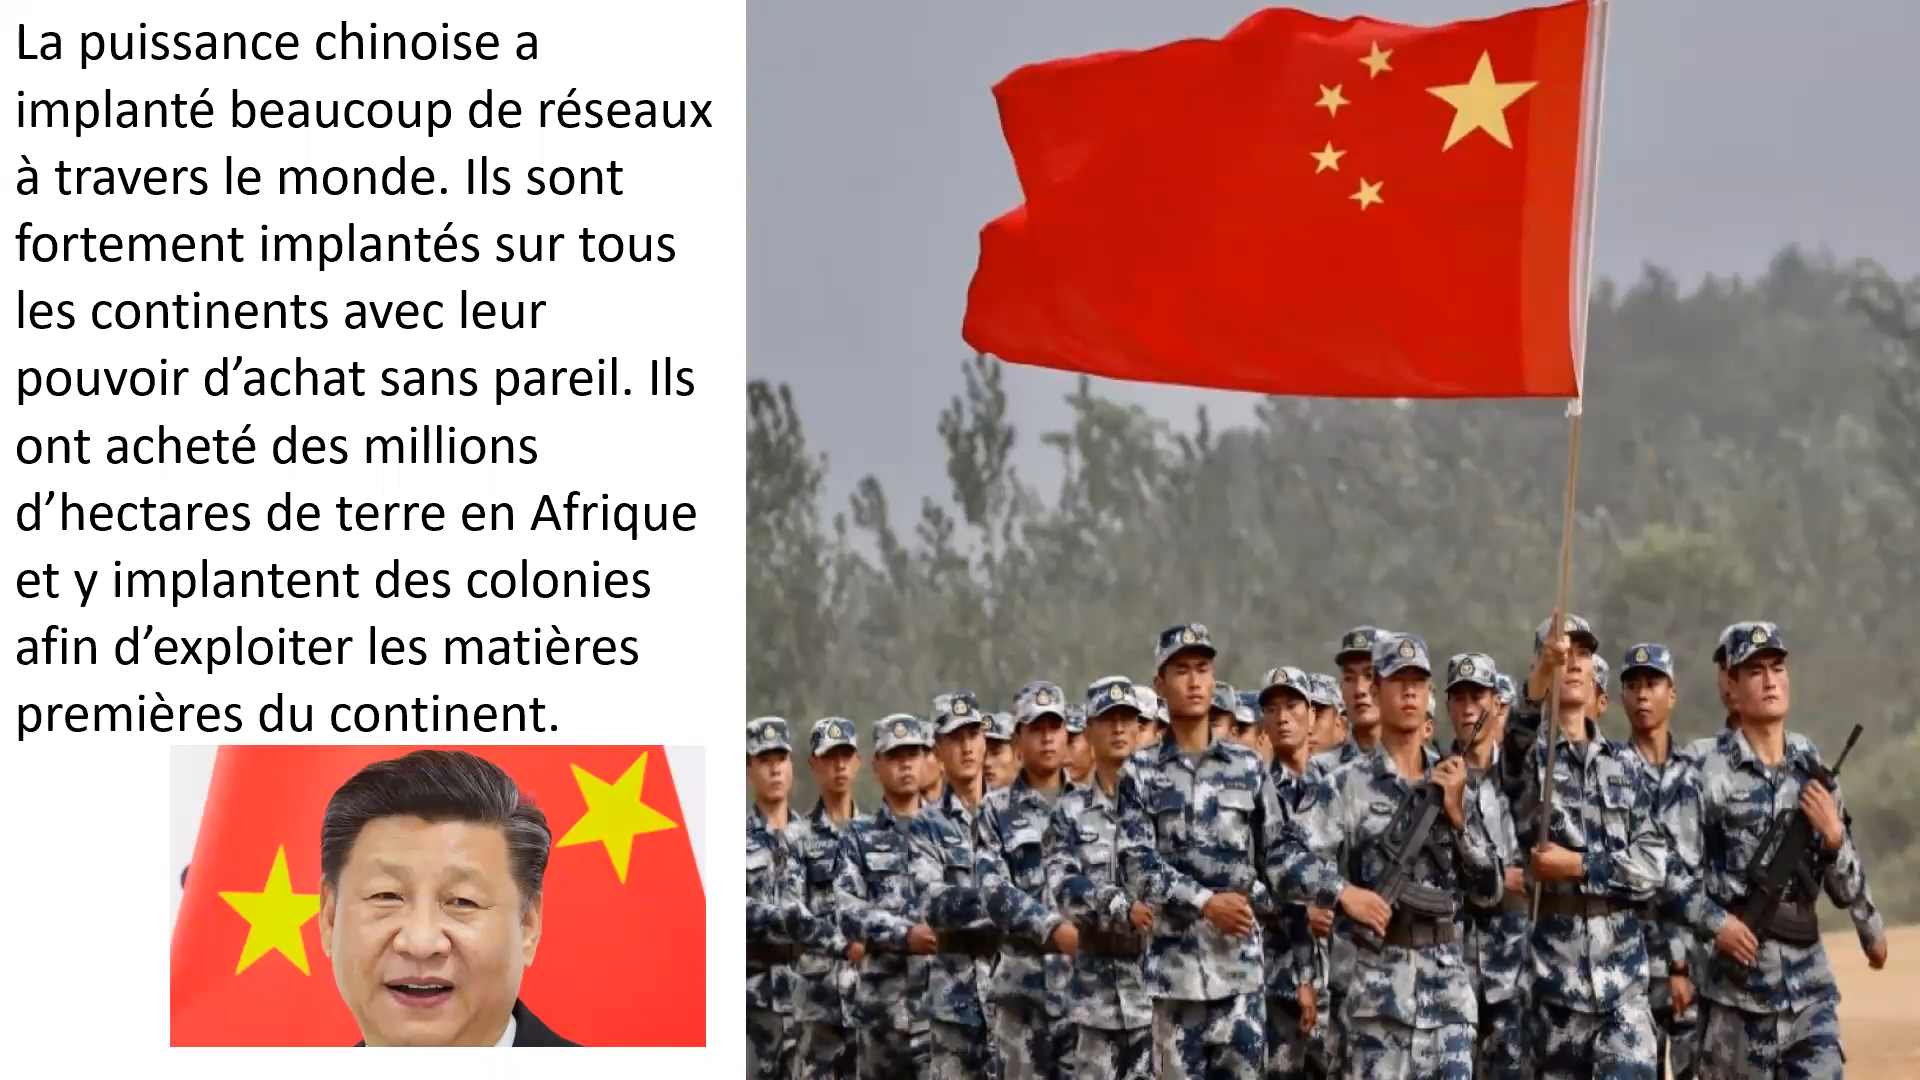 La puissance chinoise a
implanté beaucoup de réseaux
à travers le monde. Ils sont
fortement implantés sur tous
les continents avec leur
pouvoir d’achat sans pareil. Ils
ont acheté des millions
d’hectares de terre en Afrique
et y implantent des colonies
afin d’exploiter les matières
premières du continent.